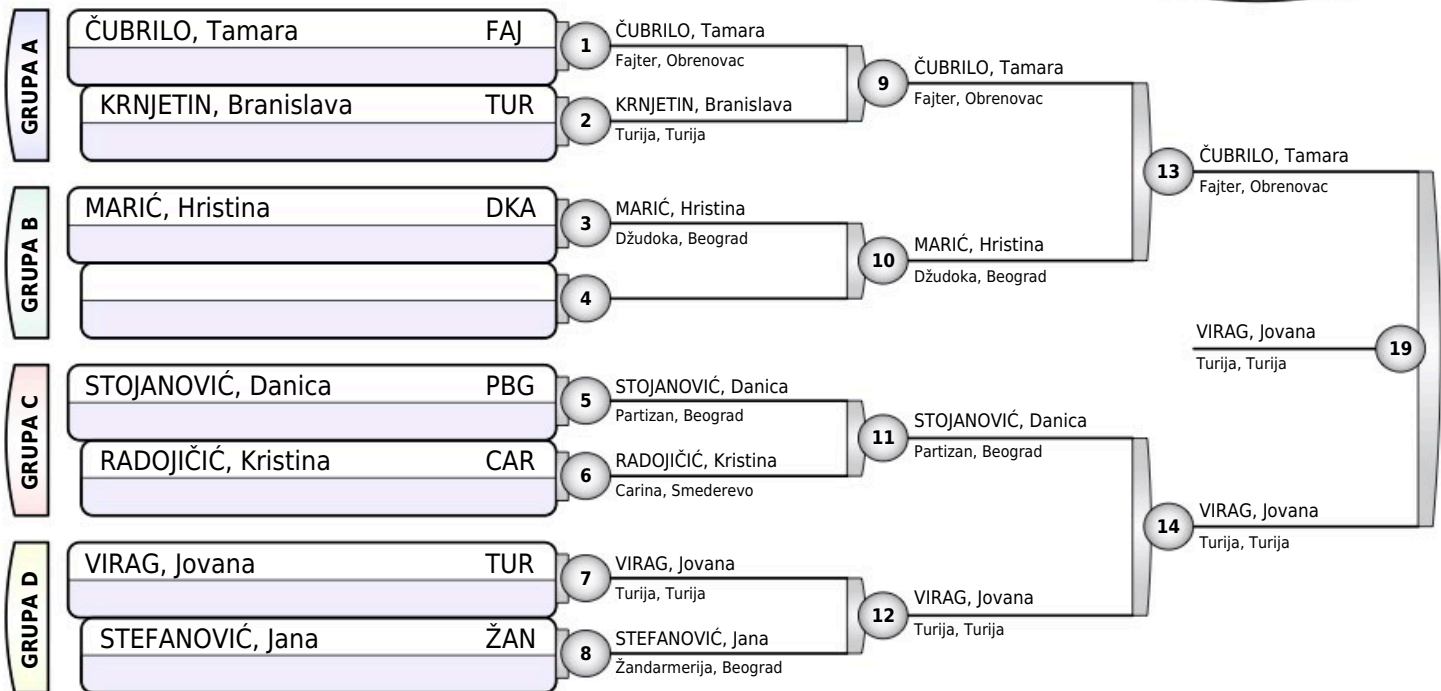 GRUPA A
ČUBRILO, Tamara FAJ
KRNJETIN, Branislava TUR
GRUPA B
MARIĆ, Hristina DKA
GRUPA C
STOJANOVIĆ, Danica PBG
RADOJIČIĆ, Kristina CAR
GRUPA D
VIRAG, Jovana TUR
STEFANOVIĆ, Jana ŽAN
1
ČUBRILO, Tamara
Fajter, Obrenovac
2
KRNJETIN, Branislava
Turija, Turija
3
MARIĆ, Hristina
Džudoka, Beograd
4
5
STOJANOVIĆ, Danica
Partizan, Beograd
6
RADOJIČIĆ, Kristina
Carina, Smederevo
7
VIRAG, Jovana
Turija, Turija
8
STEFANOVIĆ, Jana
Žandarmerija, Beograd
9
ČUBRILO, Tamara
Fajter, Obrenovac
10
MARIĆ, Hristina
Džudoka, Beograd
11
STOJANOVIĆ, Danica
Partizan, Beograd
12
VIRAG, Jovana
Turija, Turija
13
ČUBRILO, Tamara
Fajter, Obrenovac
14
VIRAG, Jovana
Turija, Turija
VIRAG, Jovana
Turija, Turija
19